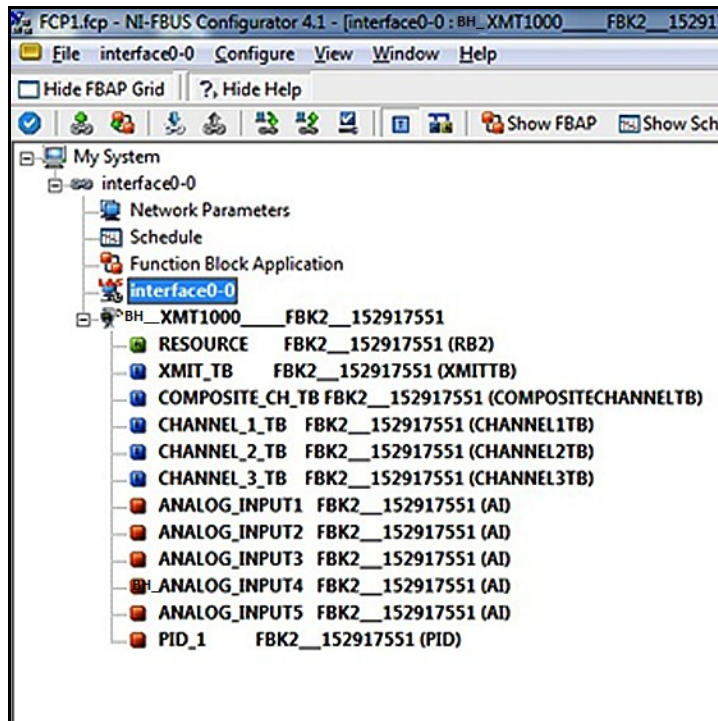 FCP1.fcp - NI-FBUS Configurator 4.1 - [interface0-0 : BH_XMT1000_____FBK2__15291
File interface0-0 Configure View Window Help
Hide FBAP Grid ?, Hide Help
Show FBAP Show Sch
My System
interface0-0
Network Parameters
Schedule
Function Block Application
interface0-0
BH__XMT1000_____FBK2__152917551
RESOURCE FBK2__152917551 (RB2)
XMIT_TB FBK2__152917551 (XMITTB)
COMPOSITE_CH_TB FBK2__152917551 (COMPOSITECHANNELTB)
CHANNEL_1_TB FBK2__152917551 (CHANNEL1TB)
CHANNEL_2_TB FBK2__152917551 (CHANNEL2TB)
CHANNEL_3_TB FBK2__152917551 (CHANNEL3TB)
ANALOG_INPUT1 FBK2__152917551 (AI)
ANALOG_INPUT2 FBK2__152917551 (AI)
ANALOG_INPUT3 FBK2__152917551 (AI)
BH_ANALOG_INPUT4 FBK2__152917551 (AI)
ANALOG_INPUT5 FBK2__152917551 (AI)
PID_1 FBK2__152917551 (PID)